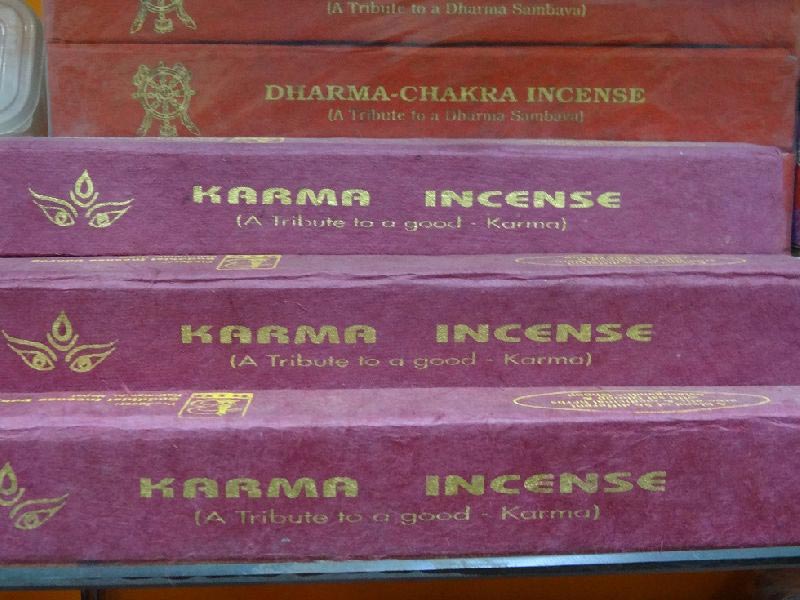 (A Tribute to a Dharma Sambava)
DHARMA-CHAKRA INCENSE
(A Tribute to a Dharma Sambava)
KARMA INCENSE
(A Tribute to a good - Karma)
KARMA INCENSE
(A Tribute to a good - Karma)
KARMA INCENSE
(A Tribute to a good - Karma)